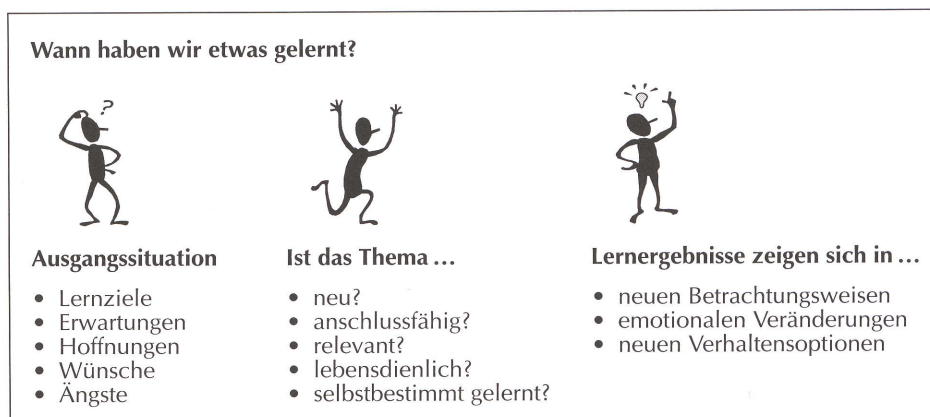 Wann haben wir etwas gelernt?
?
Ausgangssituation
• Lernziele
• Erwartungen
• Hoffnungen
• Wünsche
• Ängste
Ist das Thema ...
• neu?
• anschlussfähig?
• relevant?
• lebensdienlich?
• selbstbestimmt gelernt?
Lernergebnisse zeigen sich in ...
• neuen Betrachtungsweisen
• emotionalen Veränderungen
• neuen Verhaltensoptionen